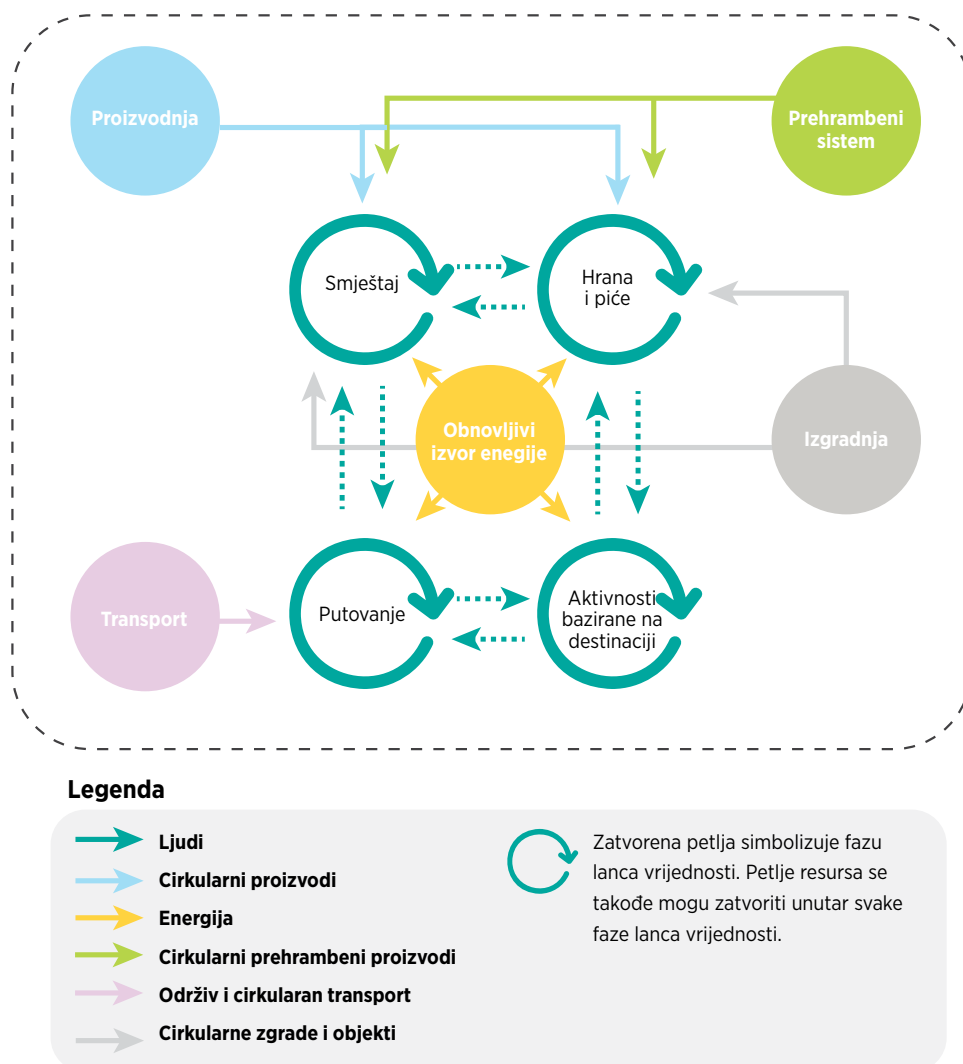 Proizvodnja
Prehrambeni
sistem
Smještaj
Hrana
i piće
Obnovljivi
izvor enegije
Izgradnja
Transport
Putovanje
Aktivnosti
bazirane na
destinaciji
Legenda
Ljudi
Cirkularni proizvodi
Energija
Cirkularni prehrambeni proizvodi
Održiv i cirkularan transport
Cirkularne zgrade i objekti
Zatvorena petlja simbolizuje fazu
lanca vrijednosti. Petlje resursa se
takođe mogu zatvoriti unutar svake
faze lanca vrijednosti.